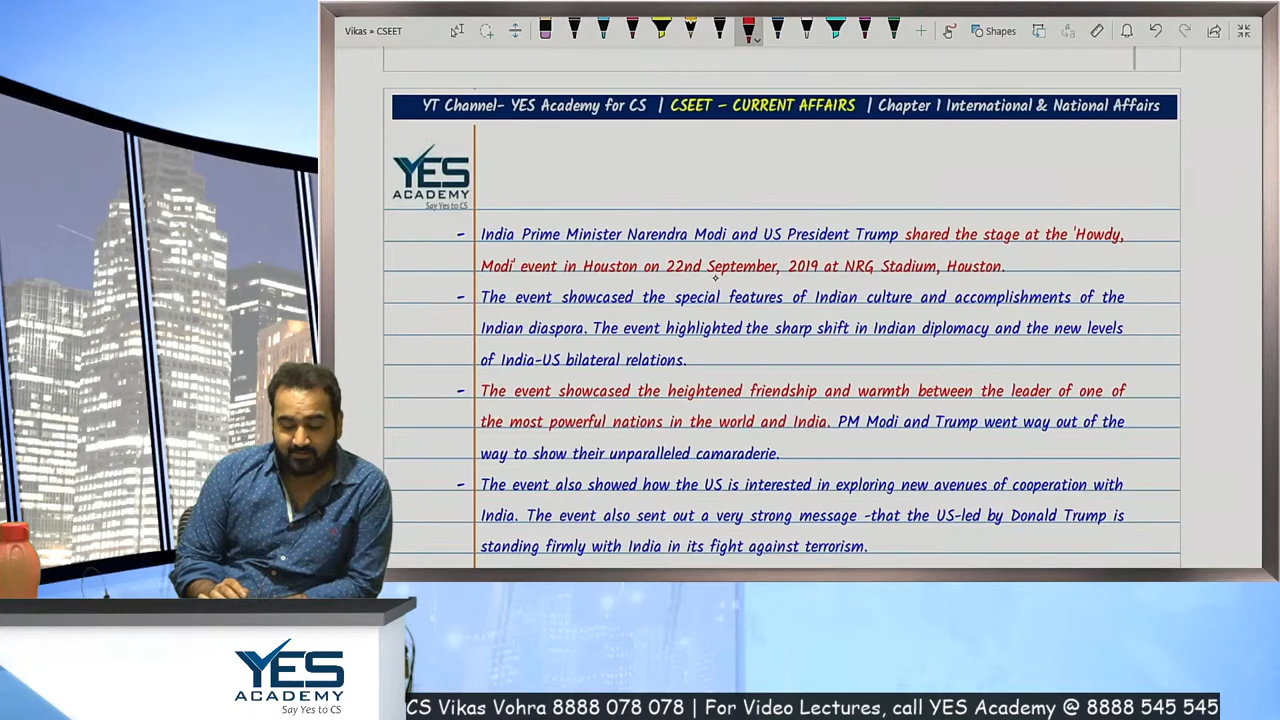 Vikas » CSEET
Shapes
YT Channel- YES Academy for CS | CSEET – CURRENT AFFAIRS | Chapter 1 International & National Affairs
YES
ACADEMY
Say Yes to CS
- India Prime Minister Narendra Modi and US President Trump shared the stage at the 'Howdy,
Modi' event in Houston on 22nd September, 2019 at NRG Stadium, Houston.
- The event showcased the special features of Indian culture and accomplishments of the
Indian diaspora. The event highlighted the sharp shift in Indian diplomacy and the new levels
of India-US bilateral relations.
- The event showcased the heightened friendship and warmth between the leader of one of
the most powerful nations in the world and India. PM Modi and Trump went way out of the
way to show their unparalleled camaraderie.
- The event also showed how the US is interested in exploring new avenues of cooperation with
India. The event also sent out a very strong message -that the US-led by Donald Trump is
standing firmly with India in its fight against terrorism.
YES
ACADEMY
Say Yes to CS
CS Vikas Vohra 8888 078 078 | For Video Lectures, call YES Academy @ 8888 545 545